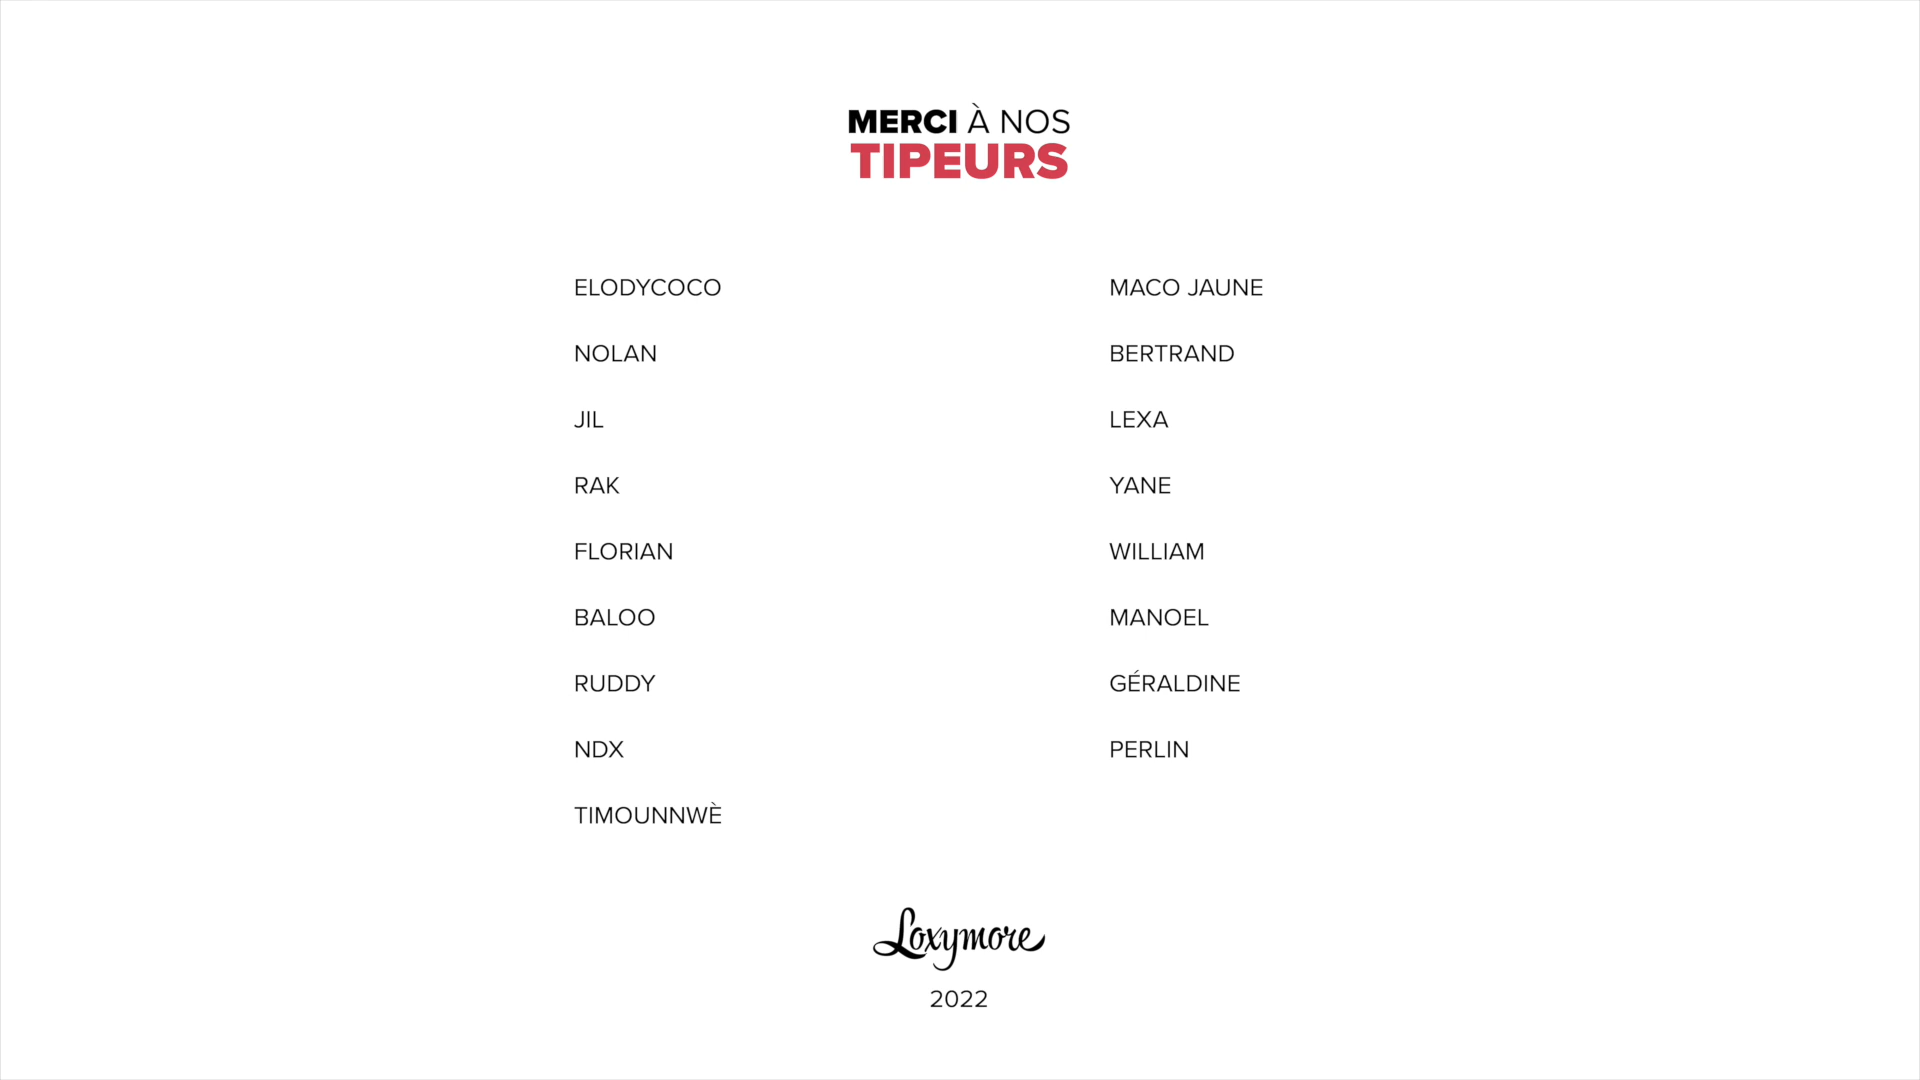 MERCI À NOS
TIPEURS
ELODYCOCO
NOLAN
JIL
RAK
FLORIAN
BALOO
RUDDY
NDX
TIMOUNNWÈ
MACO JAUNE
BERTRAND
LEXA
YANE
WILLIAM
MANOEL
GÉRALDINE
PERLIN
Loxymore
2022